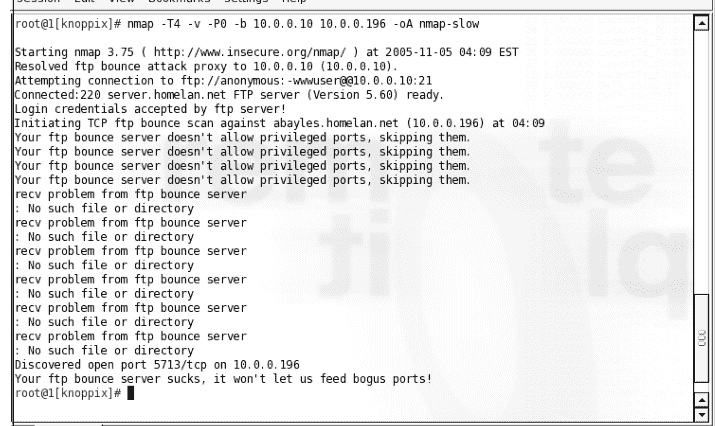 Session Edit View Bookmarks Settings Help
root@1[knoppix]# nmap -T4 -v -P0 -b 10.0.0.10 10.0.0.196 -oA nmap-slow
Starting nmap 3.75 ( http://www.insecure.org/nmap/ ) at 2005-11-05 04:09 EST
Resolved ftp bounce attack proxy to 10.0.0.10 (10.0.0.10).
Attempting connection to ftp://anonymous:-wwwuser@@10.0.0.10:21
Connected:220 server.homelan.net FTP server (Version 5.60) ready.
Login credentials accepted by ftp server!
Initiating TCP ftp bounce scan against abayles.homelan.net (10.0.0.196) at 04:09
Your ftp bounce server doesn't allow privileged ports, skipping them.
Your ftp bounce server doesn't allow privileged ports, skipping them.
Your ftp bounce server doesn't allow privileged ports, skipping them.
Your ftp bounce server doesn't allow privileged ports, skipping them.
recv problem from ftp bounce server
: No such file or directory
recv problem from ftp bounce server
: No such file or directory
recv problem from ftp bounce server
: No such file or directory
recv problem from ftp bounce server
: No such file or directory
recv problem from ftp bounce server
: No such file or directory
recv problem from ftp bounce server
: No such file or directory
Discovered open port 5713/tcp on 10.0.0.196
Your ftp bounce server sucks, it won't let us feed bogus ports!
root@1[knoppix]#